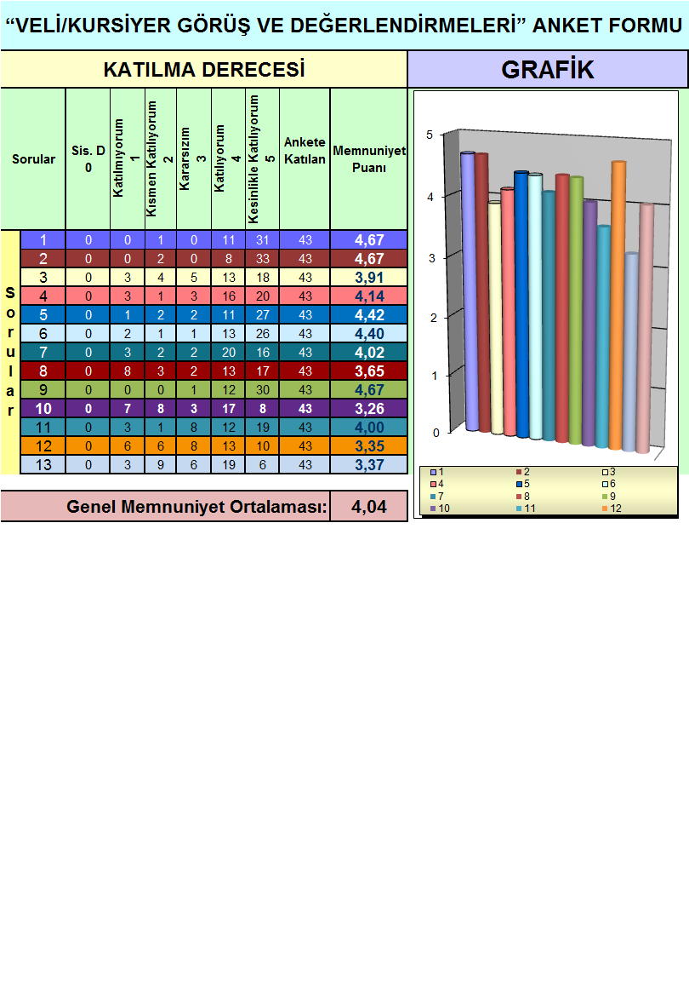 “VELİ/KURSİYER GÖRÜŞ VE DEĞERLENDİRMELERİ” ANKET FORMU
KATILMA DERECESİ
GRAFİK
Sorular
Sis. D
0
Katılmıyorum
1
Kısmen Katılıyorum
2
Kararsızım
3
Katılıyorum
4
Kesinlikle Katılıyorum
5
Ankete
Katılan
Memnuniyet
Puanı
Sorular
1 0 0 1 0 11 31 43 4,67
2 0 0 2 0 8 33 43 4,67
3 0 3 4 5 13 18 43 3,91
4 0 3 1 3 16 20 43 4,14
5 0 1 2 2 11 27 43 4,42
6 0 2 1 1 13 26 43 4,40
7 0 3 2 2 20 16 43 4,02
8 0 8 3 2 13 17 43 3,65
9 0 0 0 1 12 30 43 4,67
10 0 7 8 3 17 8 43 3,26
11 0 3 1 8 12 19 43 4,00
12 0 6 6 8 13 10 43 3,35
13 0 3 9 6 19 6 43 3,37
Genel Memnuniyet Ortalaması: 4,04
5
4
3
2
1
0
1 2 3
4 5 6
7 8 9
10 11 12